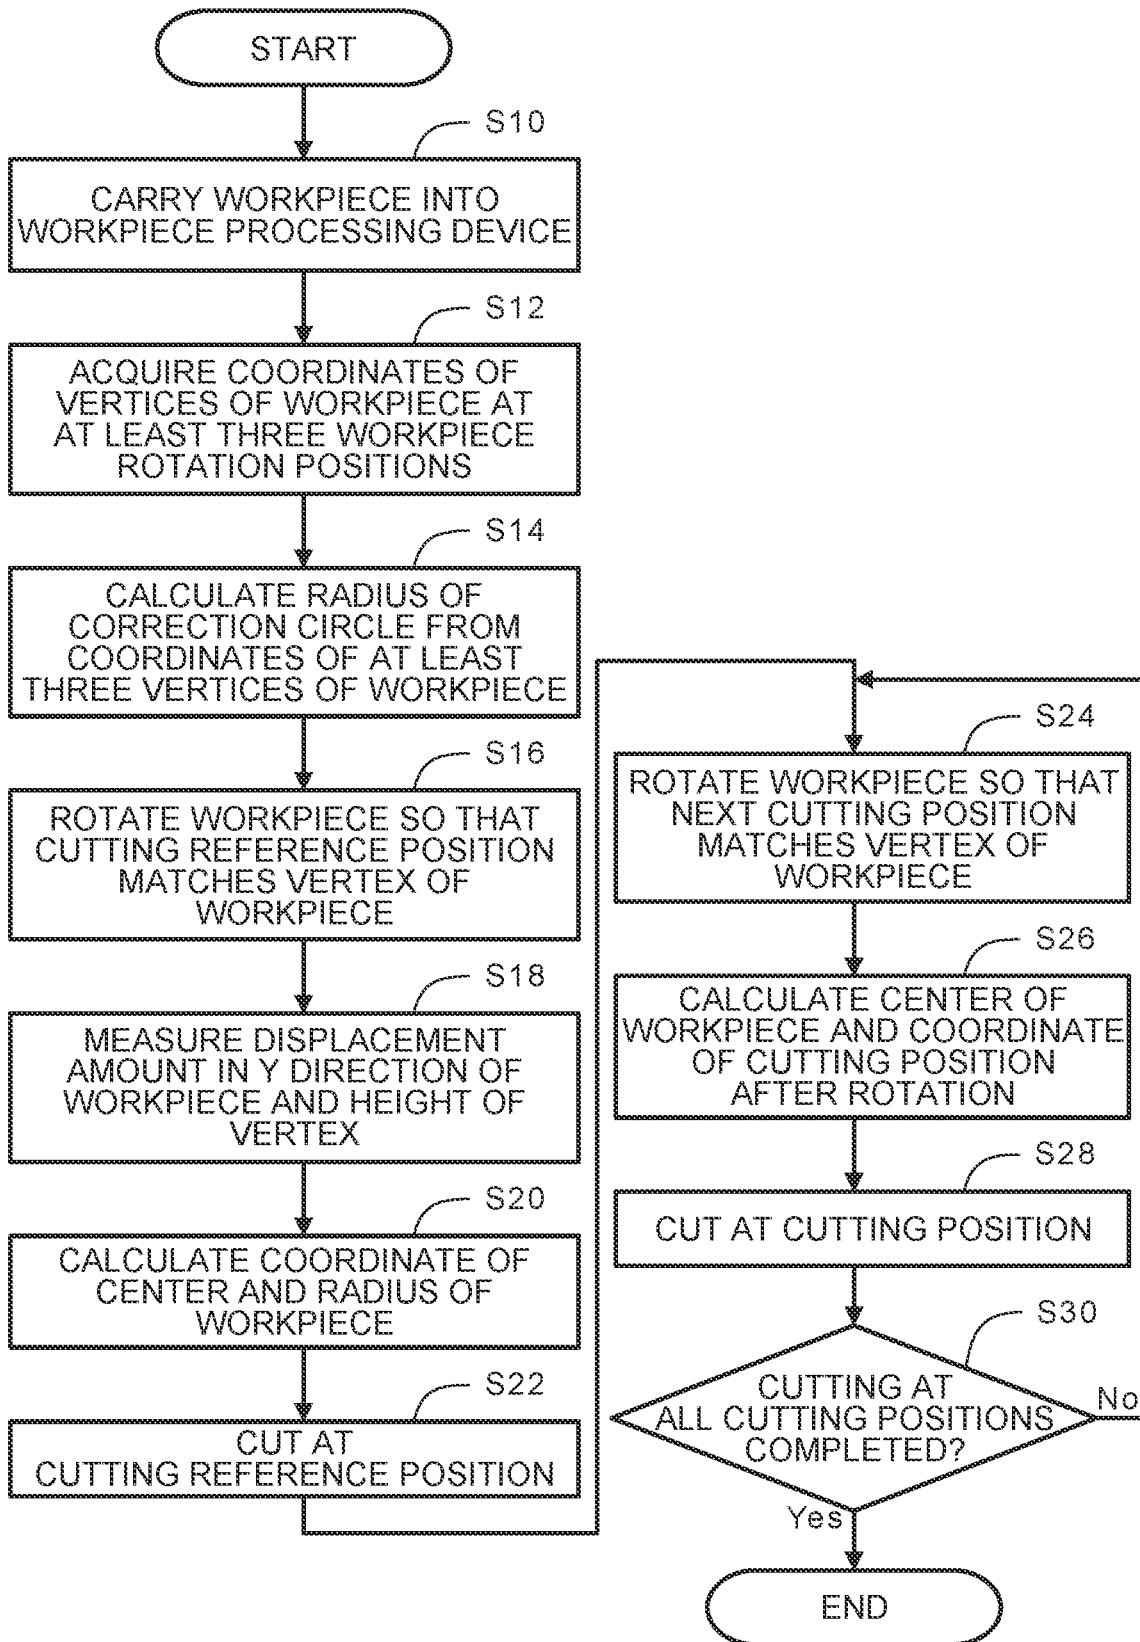 START
S10
CARRY WORKPIECE INTO
WORKPIECE PROCESSING DEVICE
S12
ACQUIRE COORDINATES OF
VERTICES OF WORKPIECE AT
AT LEAST THREE WORKPIECE
ROTATION POSITIONS
S14
CALCULATE RADIUS OF
CORRECTION CIRCLE FROM
COORDINATES OF AT LEAST
THREE VERTICES OF WORKPIECE
S16
ROTATE WORKPIECE SO THAT
CUTTING REFERENCE POSITION
MATCHES VERTEX OF
WORKPIECE
S18
MEASURE DISPLACEMENT
AMOUNT IN Y DIRECTION OF
WORKPIECE AND HEIGHT OF
VERTEX
S20
CALCULATE COORDINATE OF
CENTER AND RADIUS OF
WORKPIECE
S22
CUT AT
CUTTING REFERENCE POSITION
S24
ROTATE WORKPIECE SO THAT
NEXT CUTTING POSITION
MATCHES VERTEX OF
WORKPIECE
S26
CALCULATE CENTER OF
WORKPIECE AND COORDINATE
OF CUTTING POSITION
AFTER ROTATION
S28
CUT AT CUTTING POSITION
S30
CUTTING AT
ALL CUTTING POSITIONS
COMPLETED?
No
Yes
END